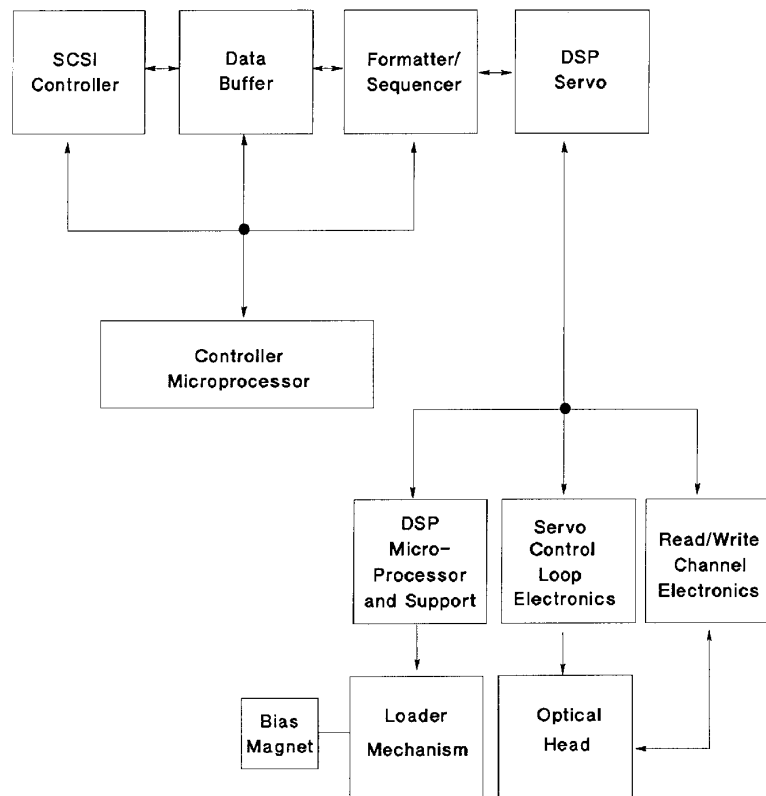 SCSI
Controller
Data
Buffer
Formatter/
Sequencer
DSP
Servo
Controller
Microprocessor
DSP
Micro-
Processor
and Support
Servo
Control
Loop
Electronics
Read/Write
Channel
Electronics
Bias
Magnet
Loader
Mechanism
Optical
Head